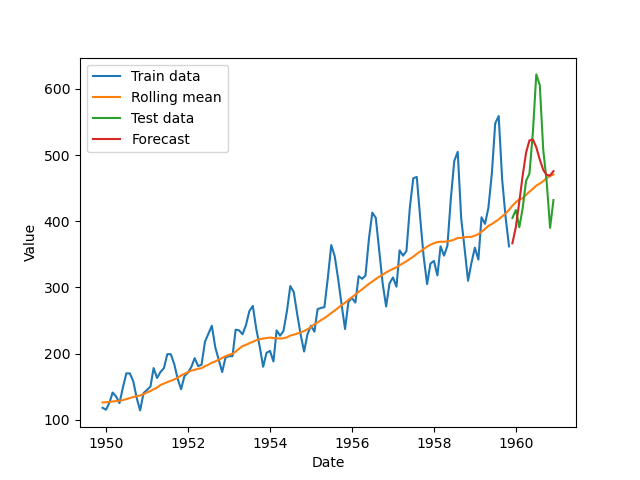 Train data
Rolling mean
Test data
Forecast
600
500
400
300
200
100
Value
1950 1952 1954 1956 1958 1960
Date